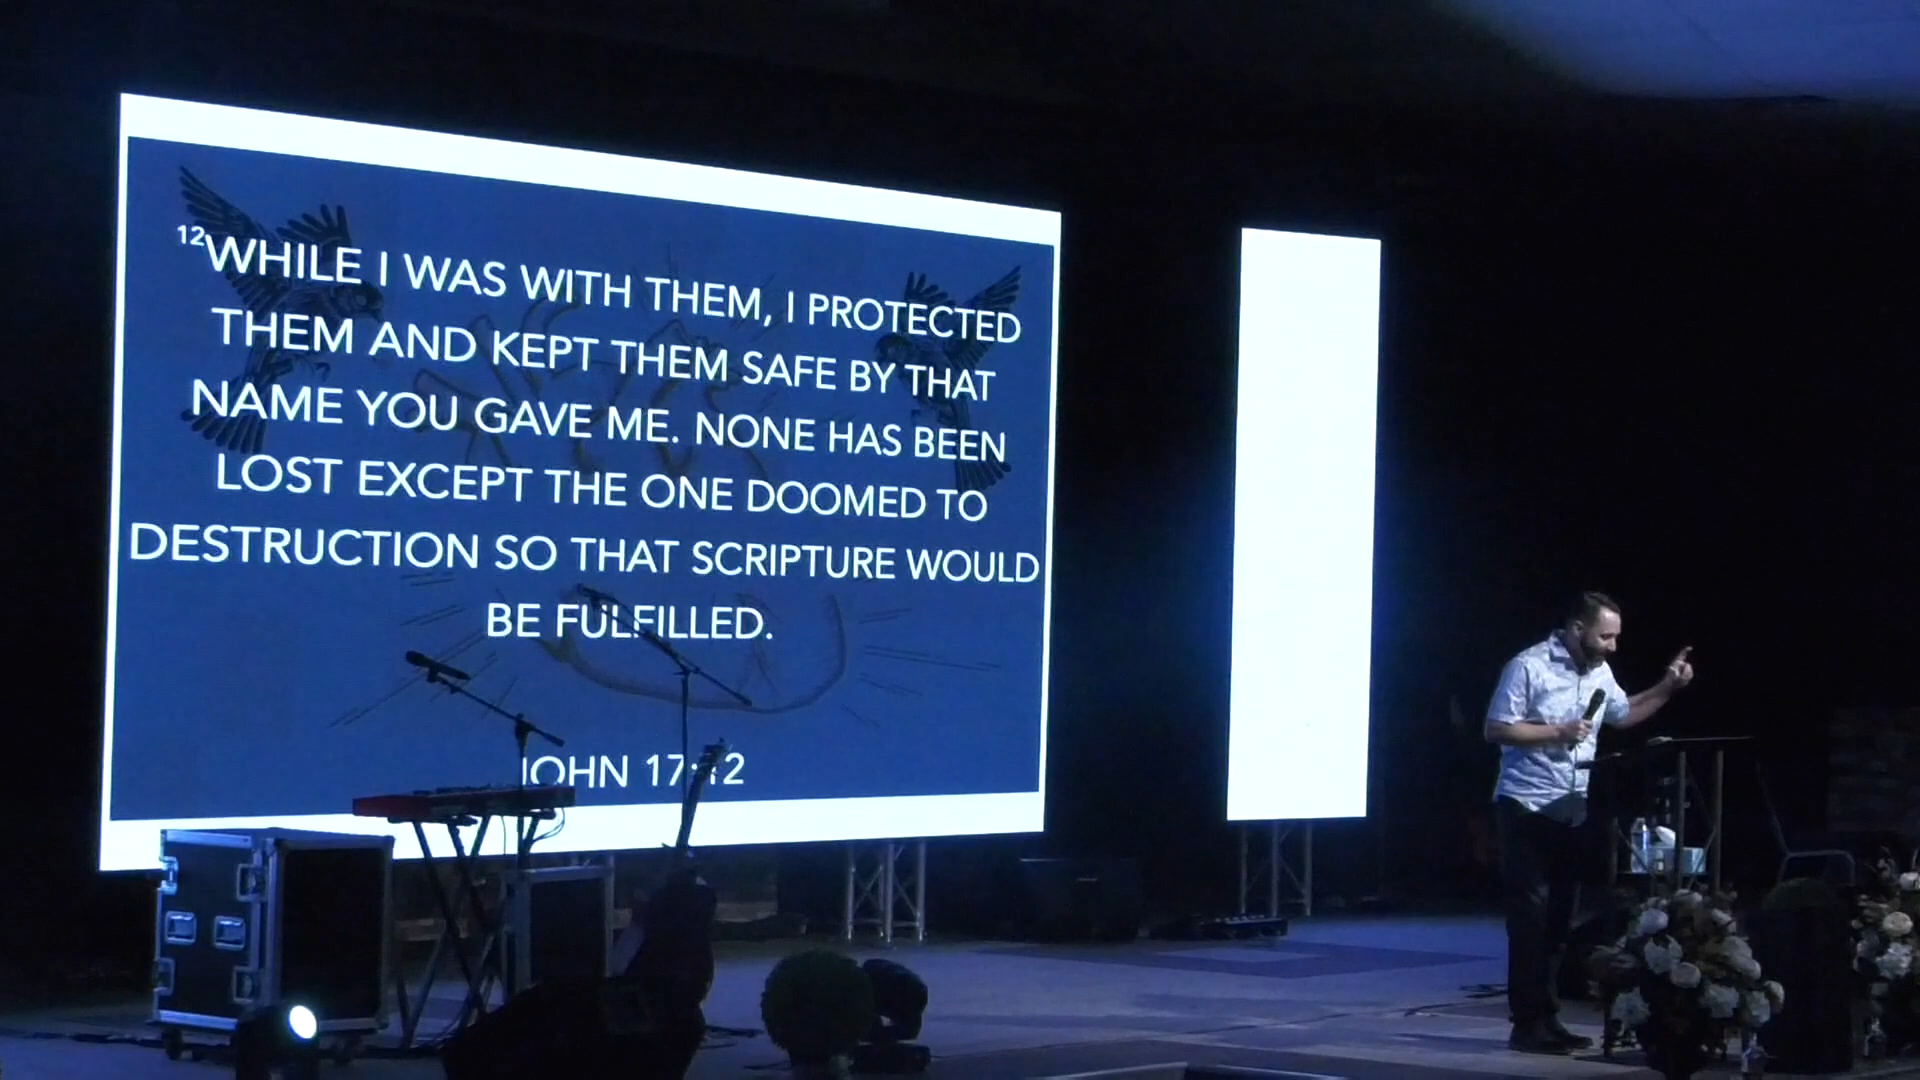 ¹²WHILE I WAS WITH THEM, I PROTECTED
THEM AND KEPT THEM SAFE BY THAT
NAME YOU GAVE ME. NONE HAS BEEN
LOST EXCEPT THE ONE DOOMED TO
DESTRUCTION SO THAT SCRIPTURE WOULD
BE FULFILLED.
JOHN 17:12